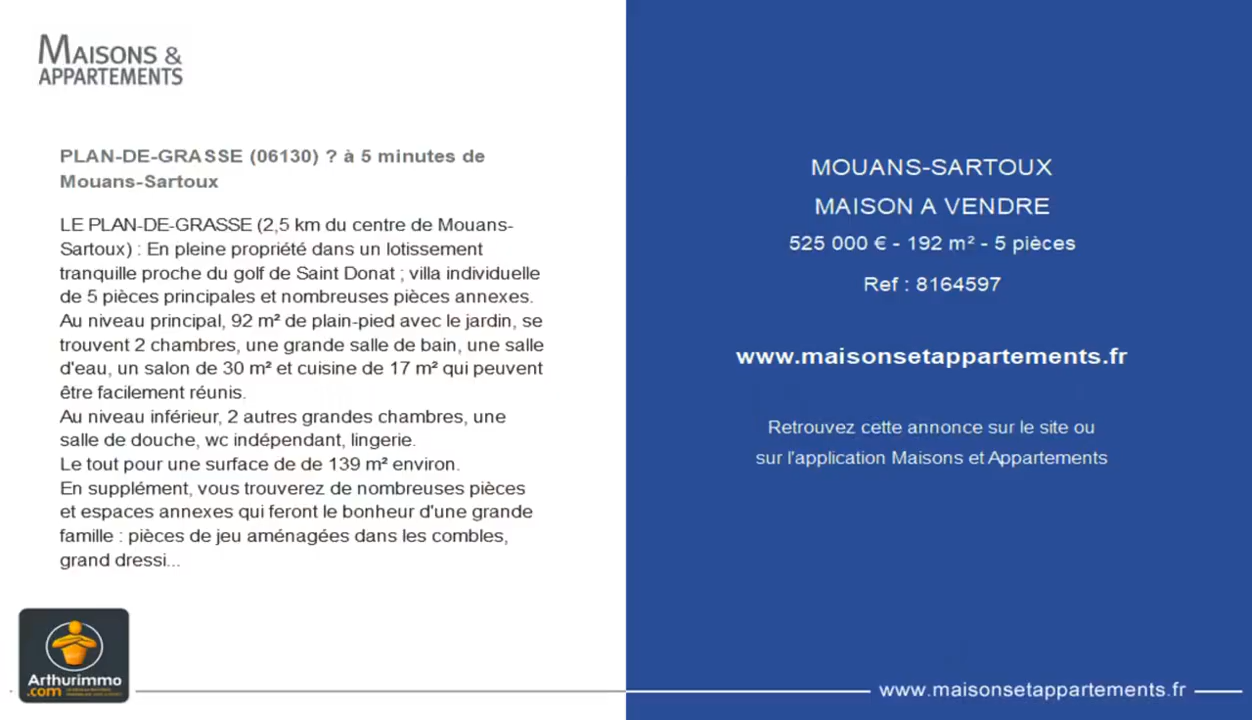 MAISONS &
APPARTEMENTS
PLAN-DE-GRASSE (06130) ? à 5 minutes de
Mouans-Sartoux
LE PLAN-DE-GRASSE (2,5 km du centre de Mouans-
Sartoux) : En pleine propriété dans un lotissement
tranquille proche du golf de Saint Donat ; villa individuelle
de 5 pièces principales et nombreuses pièces annexes.
Au niveau principal, 92 m² de plain-pied avec le jardin, se
trouvent 2 chambres, une grande salle de bain, une salle
d'eau, un salon de 30 m² et cuisine de 17 m² qui peuvent
être facilement réunis.
Au niveau inférieur, 2 autres grandes chambres, une
salle de douche, wc indépendant, lingerie.
Le tout pour une surface de de 139 m² environ.
En supplément, vous trouverez de nombreuses pièces
et espaces annexes qui feront le bonheur d'une grande
famille : pièces de jeu aménagées dans les combles,
grand dressi...
Arthurimmo
.com
MOUANS-SARTOUX
MAISON A VENDRE
525 000 € - 192 m² - 5 pièces
Ref : 8164597
www.maisonsetappartements.fr
Retrouvez cette annonce sur le site ou
sur l'application Maisons et Appartements
www.maisonsetappartements.fr